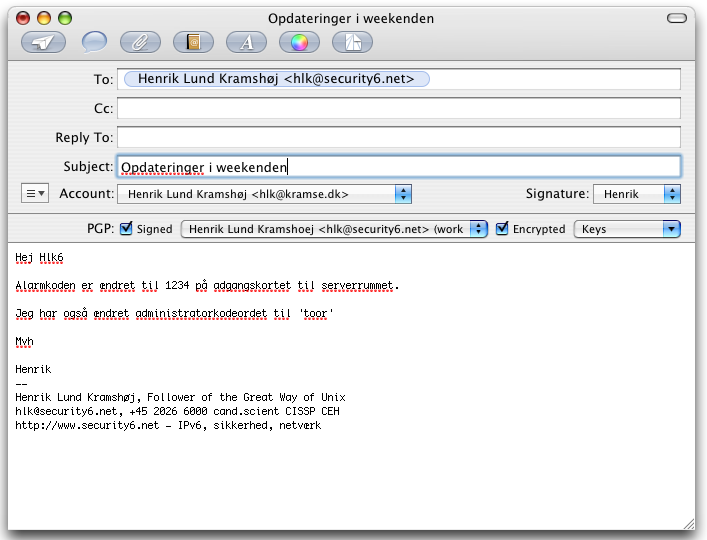 Opdateringer i weekenden
To: Henrik Lund Kramshøj <hlk@security6.net>
Cc:
Reply To:
Subject: Opdateringer i weekenden
Account: Henrik Lund Kramshøj <hlk@kramse.dk> Signature: Henrik
PGP: Signed Henrik Lund Kramshoej <hlk@security6.net> (work Encrypted Keys
Hej Hlk6
Alarmkoden er ændret til 1234 på adgangskortet til serverrummet.
Jeg har også ændret administratorkodeordet til 'toor'
Mvh
Henrik
--
Henrik Lund Kramshøj, Follower of the Great Way of Unix
hlk@security6.net, +45 2026 6000 cand.scient CISSP CEH
http://www.security6.net - IPv6, sikkerhed, netværk